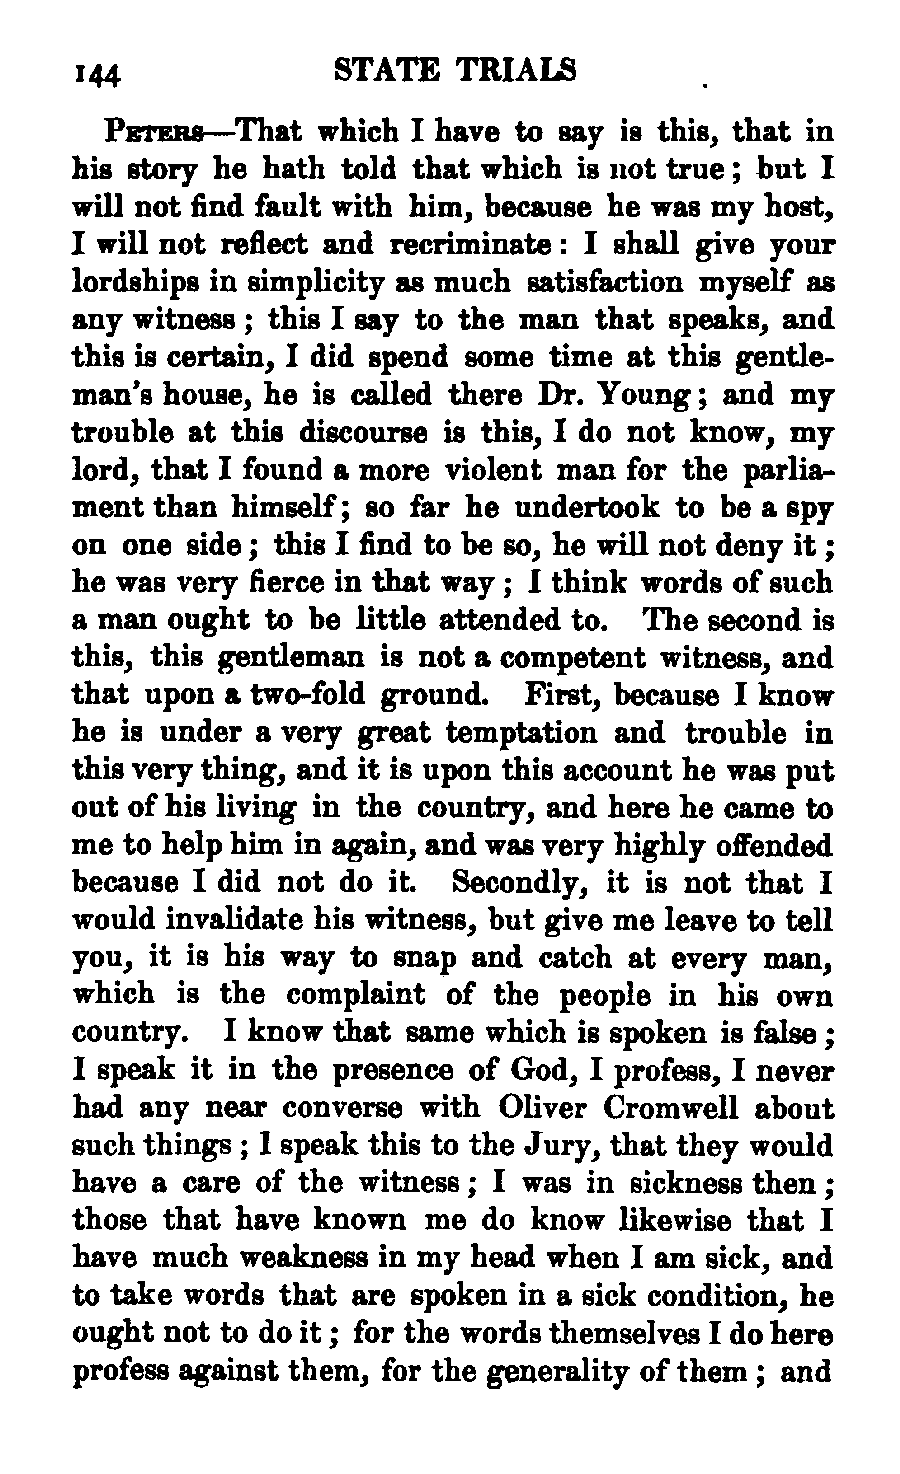 144 STATE TRIALS
PETERS—That which I have to say is this, that in
his story he hath told that which is not true; but I
will not find fault with him, because he was my host,
I will not reflect and recriminate: I shall give your
lordships in simplicity as much satisfaction myself as
any witness; this I say to the man that speaks, and
this is certain, I did spend some time at this gentle-
man's house, he is called there Dr. Young; and my
trouble at this discourse is this, I do not know, my
lord, that I found a more violent man for the parlia-
ment than himself; so far he undertook to be a spy
on one side; this I find to be so, he will not deny it;
he was very fierce in that way; I think words of such
a man ought to be little attended to. The second is
this, this gentleman is not a competent witness, and
that upon a two-fold ground. First, because I know
he is under a very great temptation and trouble in
this very thing, and it is upon this account he was put
out of his living in the country, and here he came to
me to help him in again, and was very highly offended
because I did not do it. Secondly, it is not that I
would invalidate his witness, but give me leave to tell
you, it is his way to snap and catch at every man,
which is the complaint of the people in his own
country. I know that same which is spoken is false;
I speak it in the presence of God, I profess, I never
had any near converse with Oliver Cromwell about
such things; I speak this to the Jury, that they would
have a care of the witness; I was in sickness then;
those that have known me do know likewise that I
have much weakness in my head when I am sick, and
to take words that are spoken in a sick condition, he
ought not to do it; for the words themselves I do here
profess against them, for the generality of them; and